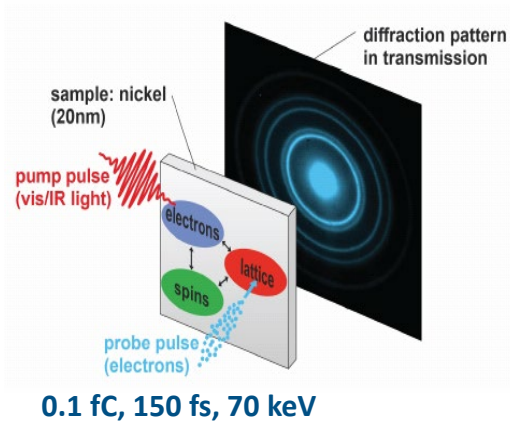 diffraction pattern
in transmission
sample: nickel
(20nm)
pump pulse
(vis/IR light)
electrons
lattice
spins
probe pulse
(electrons)
0.1 fC, 150 fs, 70 keV